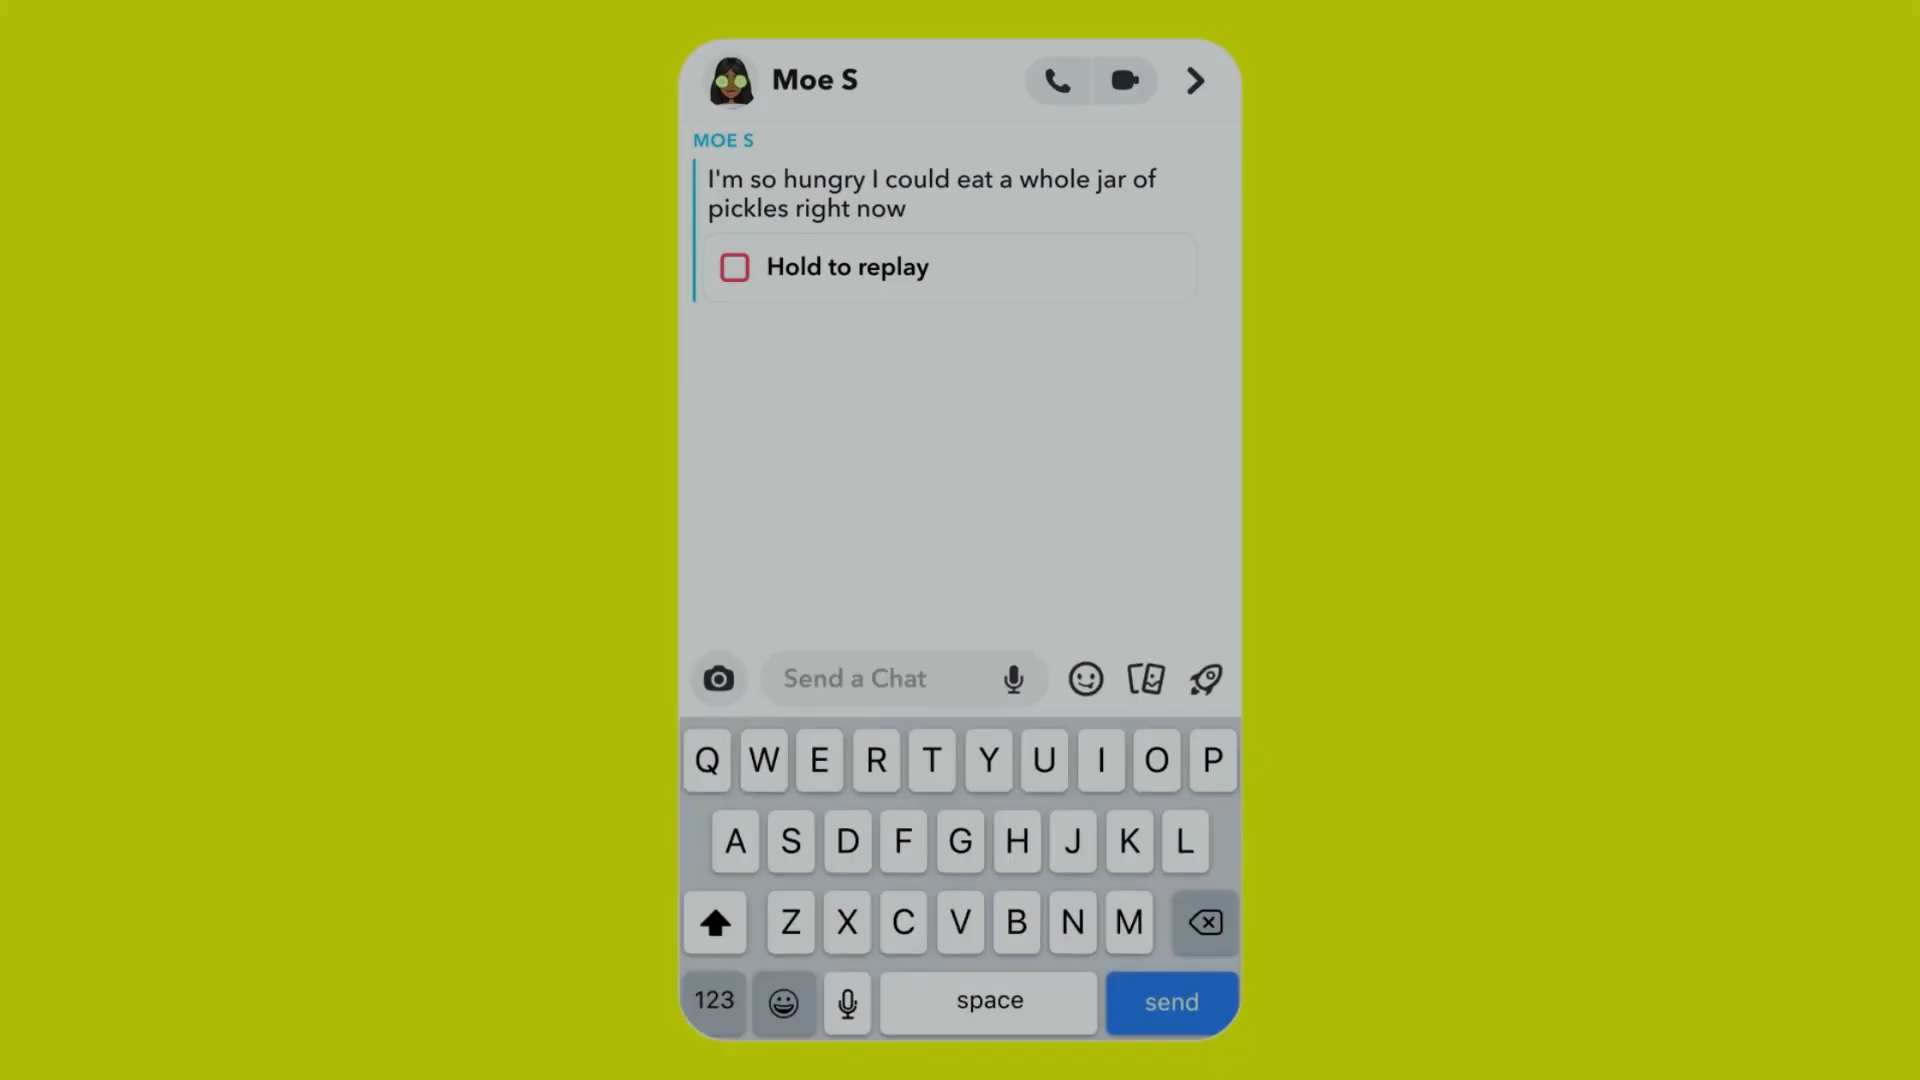 Moe S
MOE S
I'm so hungry I could eat a whole jar of
pickles right now
Hold to replay
Send a Chat
Q W E R T Y U I O P
A S D F G H J K L
Z X C V B N M
123 space send